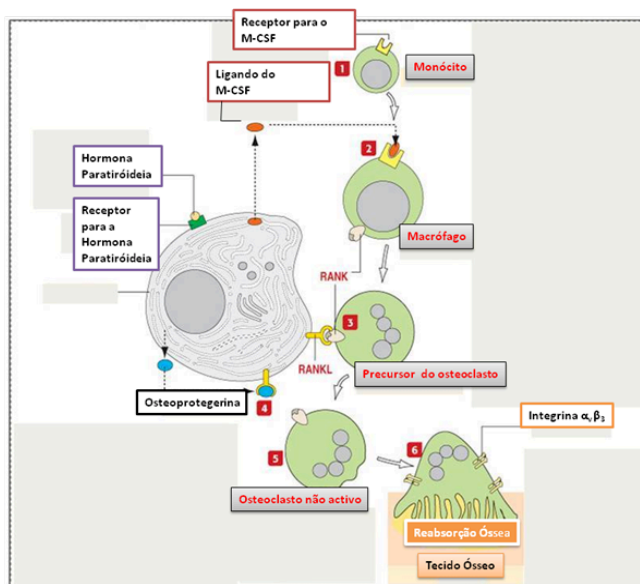 Receptor para o
M-CSF
1
Monócito
Ligando do
M-CSF
2
Hormona
Paratiróideia
Receptor
para a
Hormona
Paratiróideia
Macrófago
RANK
3
RANKL
Precursor do osteoclasto
Osteoprotegerina
4
Integrina αᵥβ₃
5
6
Osteoclasto não activo
Reabsorção Óssea
Tecido Ósseo